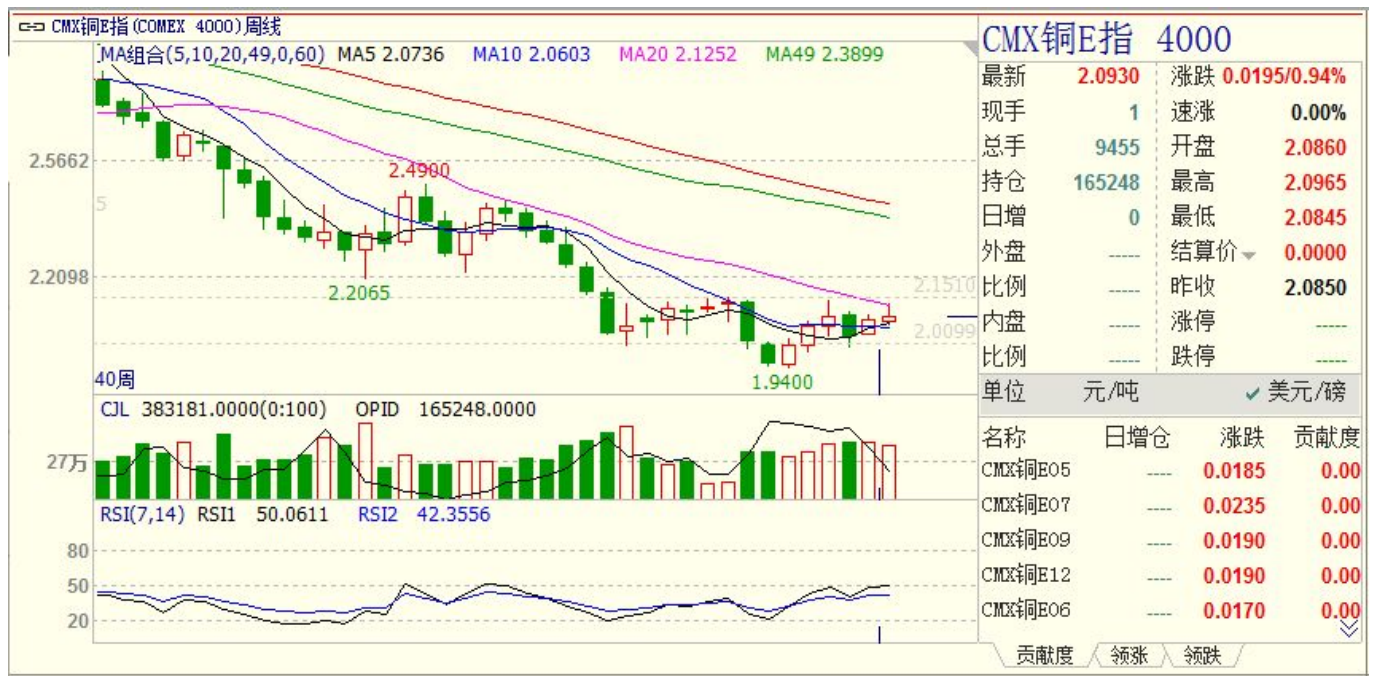 CMX铜E指(COMEX 4000)周线
MA组合(5,10,20,49,0,60) MA5 2.0736 MA10 2.0603 MA20 2.1252 MA49 2.3899
2.5662
2.4900
5
2.2098
2.2065
2.1510
2.0099
1.9400
40周
CJL 383181.0000(0:100) OPID 165248.0000
27万
RSI(7,14) RSI1 50.0611 RSI2 42.3556
80
50
20
CMX铜E指 4000
最新 2.0930 涨跌 0.0195/0.94%
现手 1 速涨 0.00%
总手 9455 开盘 2.0860
持仓 165248 最高 2.0965
日增 0 最低 2.0845
外盘 ----- 结算价 0.0000
比例 ----- 昨收 2.0850
内盘 ----- 涨停 -----
比例 ----- 跌停 -----
单位 元/吨 ✓ 美元/磅
名称 日增仓 涨跌 贡献度
CMX铜E05 ---- 0.0185 0.00
CMX铜E07 ---- 0.0235 0.00
CMX铜E09 ---- 0.0190 0.00
CMX铜E12 ---- 0.0190 0.00
CMX铜E06 ---- 0.0170 0.00
贡献度 领涨 领跌